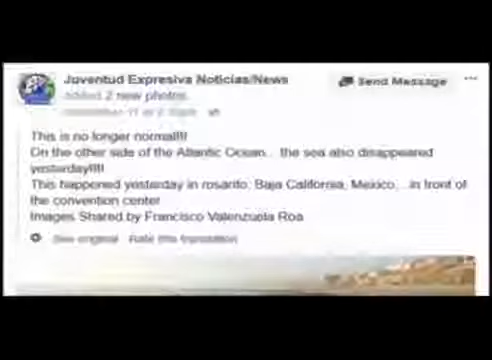 Juventud Expresiva Noticias/News
added 2 new photos.
Send Message
This is no longer normal!!!!
On the other side of the Atlantic Ocean... the sea also disappeared
yesterday!!!!
This happened yesterday in rosarito, Baja California, Mexico,...in front of
the convention center
Images Shared by Francisco Valenzuela Roa
See original · Rate this translation